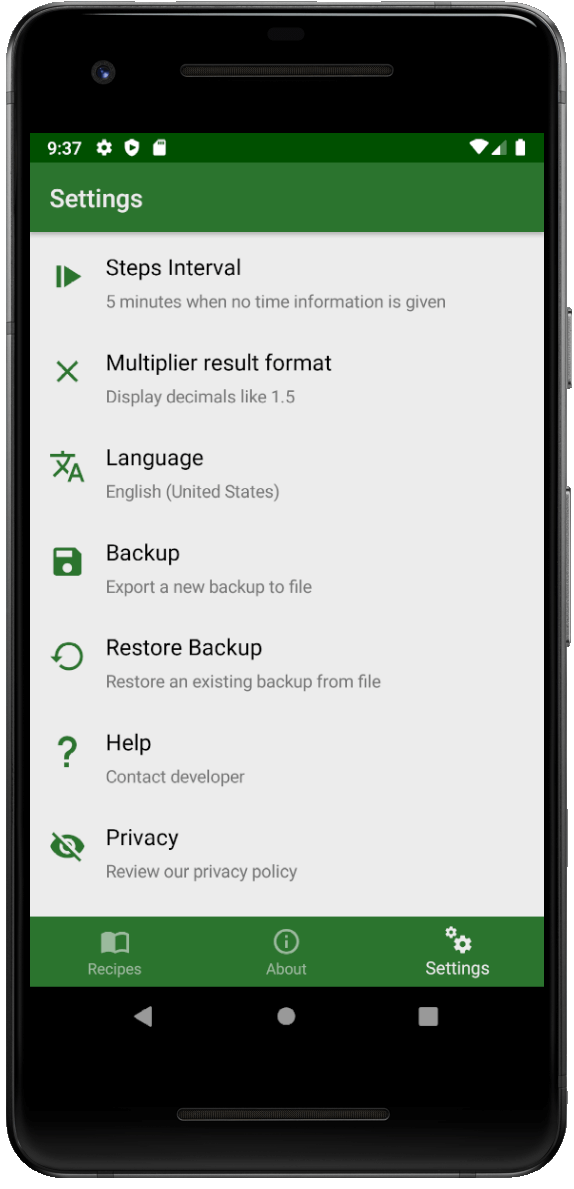 9:37
Settings
Steps Interval
5 minutes when no time information is given
Multiplier result format
Display decimals like 1.5
Language
English (United States)
Backup
Export a new backup to file
Restore Backup
Restore an existing backup from file
Help
Contact developer
Privacy
Review our privacy policy
Recipes About Settings